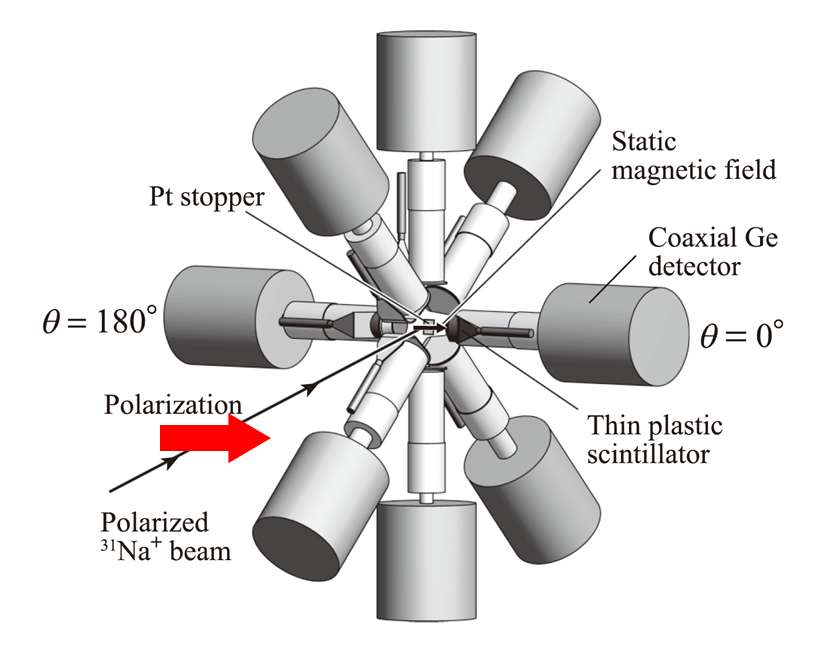 Static
magnetic field
Pt stopper
Coaxial Ge
detector
θ = 180°
θ = 0°
Polarization
Thin plastic
scintillator
Polarized
³¹Na⁺ beam